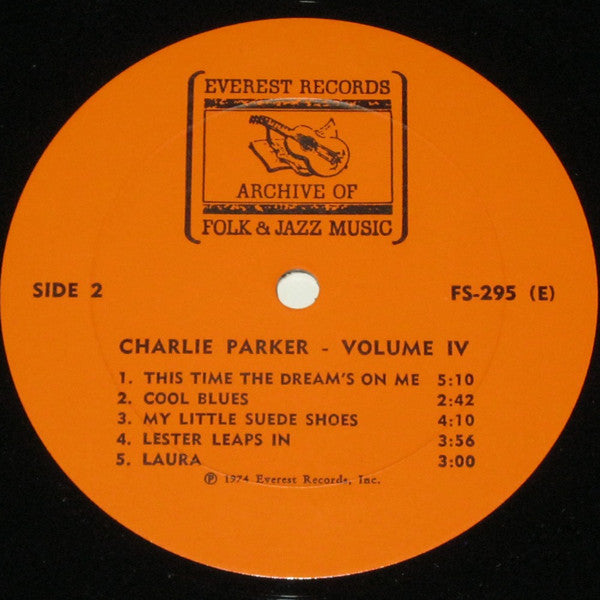 EVEREST RECORDS
ARCHIVE OF
FOLK & JAZZ MUSIC
SIDE 2
FS-295 (E)
CHARLIE PARKER - VOLUME IV
1. THIS TIME THE DREAM'S ON ME 5:10
2. COOL BLUES 2:42
3. MY LITTLE SUEDE SHOES 4:10
4. LESTER LEAPS IN 3:56
5. LAURA 3:00
℗ 1974 Everest Records, Inc.